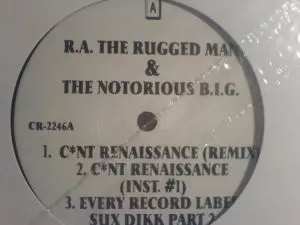 A
R.A. THE RUGGED MAN
&
THE NOTORIOUS B.I.G.
CR-2246A
1. C*NT RENAISSANCE (REMIX)
2. C*NT RENAISSANCE
(INST. #1)
3. EVERY RECORD LABEL
SUX DIKK PART 2